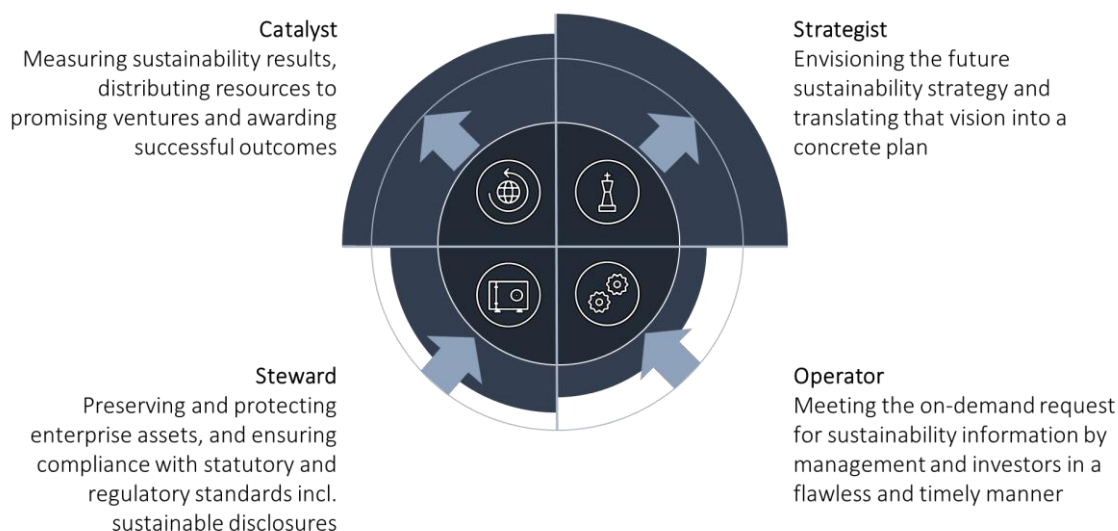 Catalyst
Measuring sustainability results,
distributing resources to
promising ventures and awarding
successful outcomes
Strategist
Envisioning the future
sustainability strategy and
translating that vision into a
concrete plan
Steward
Preserving and protecting
enterprise assets, and ensuring
compliance with statutory and
regulatory standards incl.
sustainable disclosures
Operator
Meeting the on-demand request
for sustainability information by
management and investors in a
flawless and timely manner